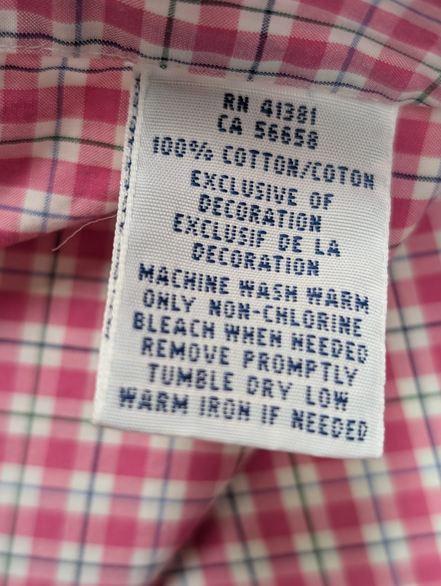 RN 41381
CA 56658
100% COTTON/COTON
EXCLUSIVE OF
DECORATION
EXCLUSIF DE LA
DECORATION
MACHINE WASH WARM
ONLY NON-CHLORINE
BLEACH WHEN NEEDED
REMOVE PROMPTLY
TUMBLE DRY LOW
WARM IRON IF NEEDED